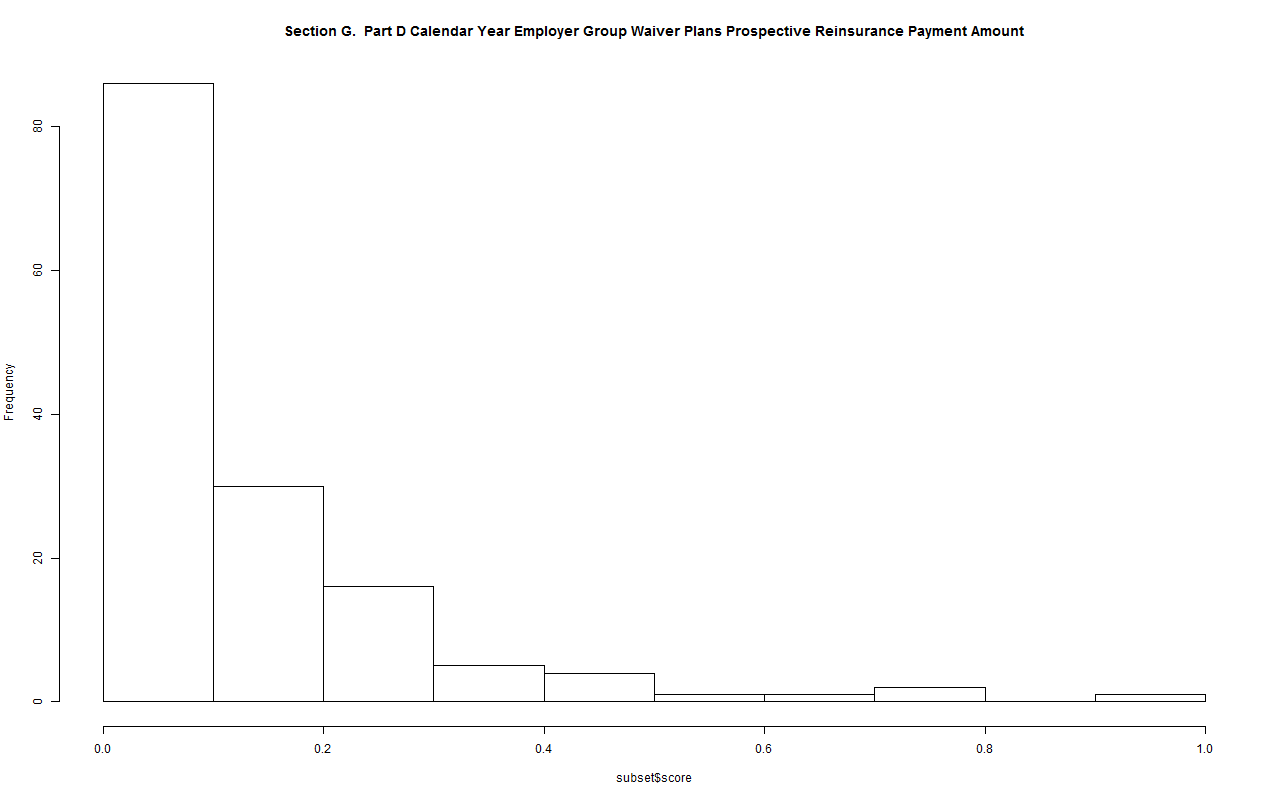 Section G.  Part D Calendar Year Employer Group Waiver Plans Prospective Reinsurance Payment Amount
Frequency
80
60
40
20
0
0.0 0.2 0.4 0.6 0.8 1.0
subset$score